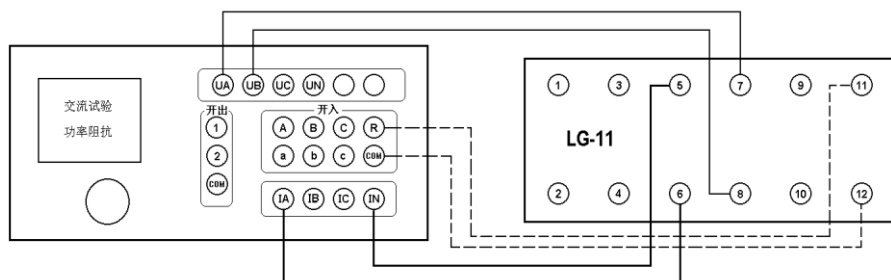 UA UB UC UN
交流试验
功率阻抗
开出
1
2
COM
开入
A B C R
a b c COM
IA IB IC IN
1 3 5 7 9 11
LG-11
2 4 6 8 10 12